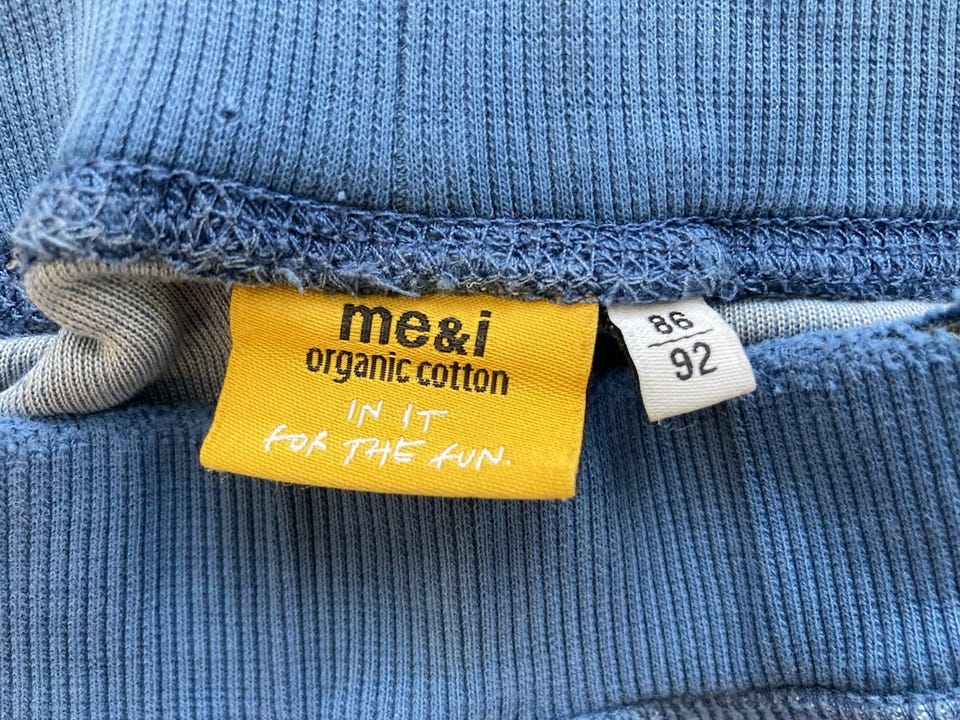 me&i
organic cotton
IN IT
FOR THE FUN.
86
92